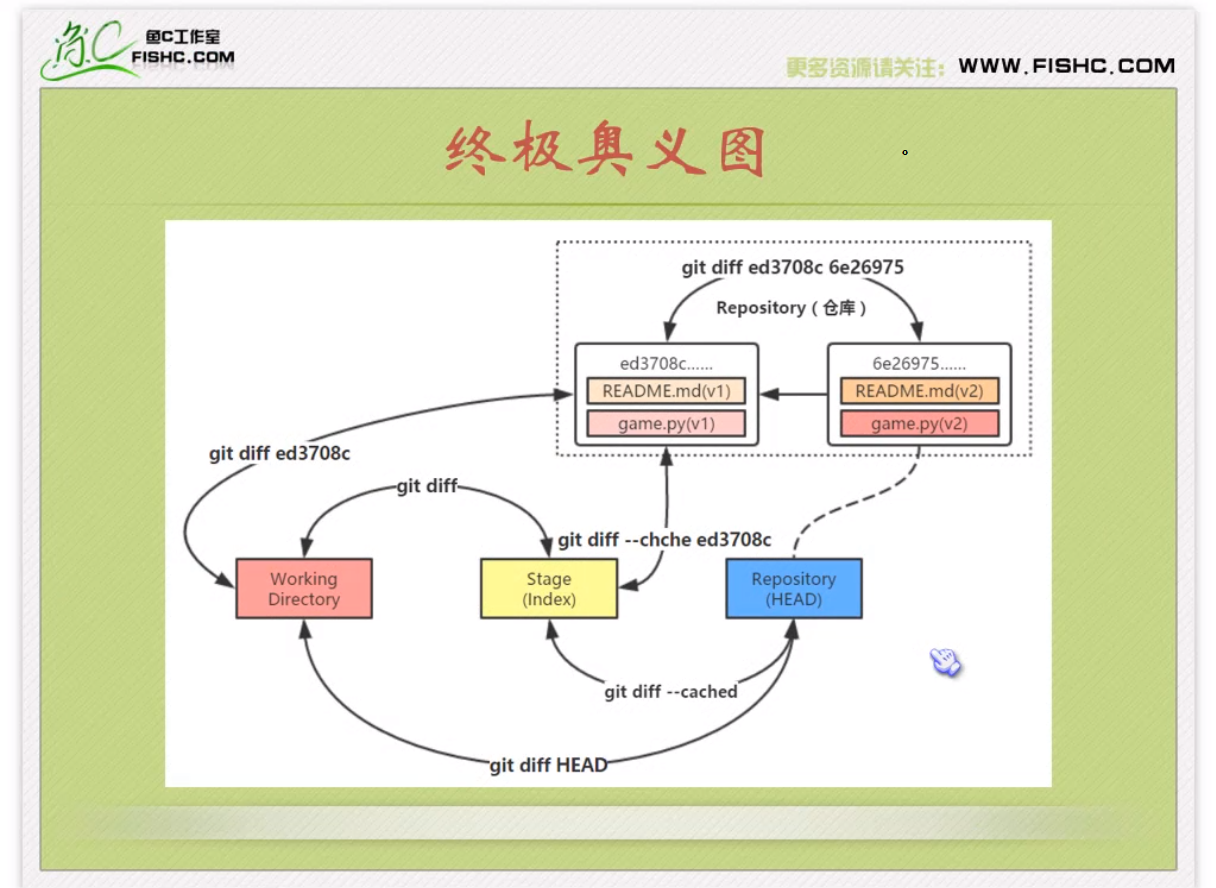 鱼C
鱼C工作室
FISHC.COM
更多资源请关注：WWW.FISHC.COM
终极奥义图
。
git diff ed3708c 6e26975
Repository（仓库）
ed3708c......
6e26975......
README.md(v1)
README.md(v2)
game.py(v1)
game.py(v2)
git diff ed3708c
git diff
git diff --chche ed3708c
Working
Directory
Stage
(Index)
Repository
(HEAD)
git diff --cached
git diff HEAD